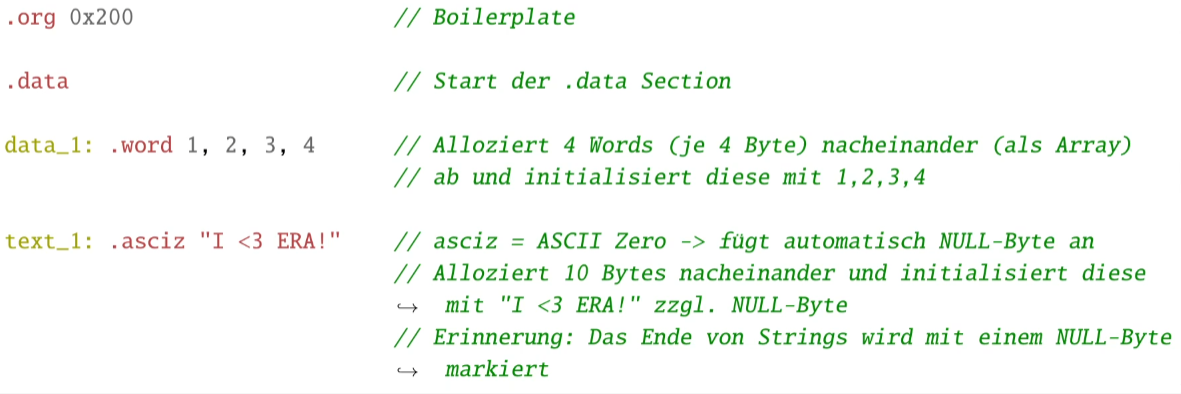 .org 0x200 // Boilerplate
.data // Start der .data Section
data_1: .word 1, 2, 3, 4 // Alloziert 4 Words (je 4 Byte) nacheinander (als Array)
// ab und initialisiert diese mit 1,2,3,4
text_1: .asciz "I <3 ERA!" // asciz = ASCII Zero -> fügt automatisch NULL-Byte an
// Alloziert 10 Bytes nacheinander und initialisiert diese
↪ mit "I <3 ERA!" zzgl. NULL-Byte
// Erinnerung: Das Ende von Strings wird mit einem NULL-Byte
↪ markiert